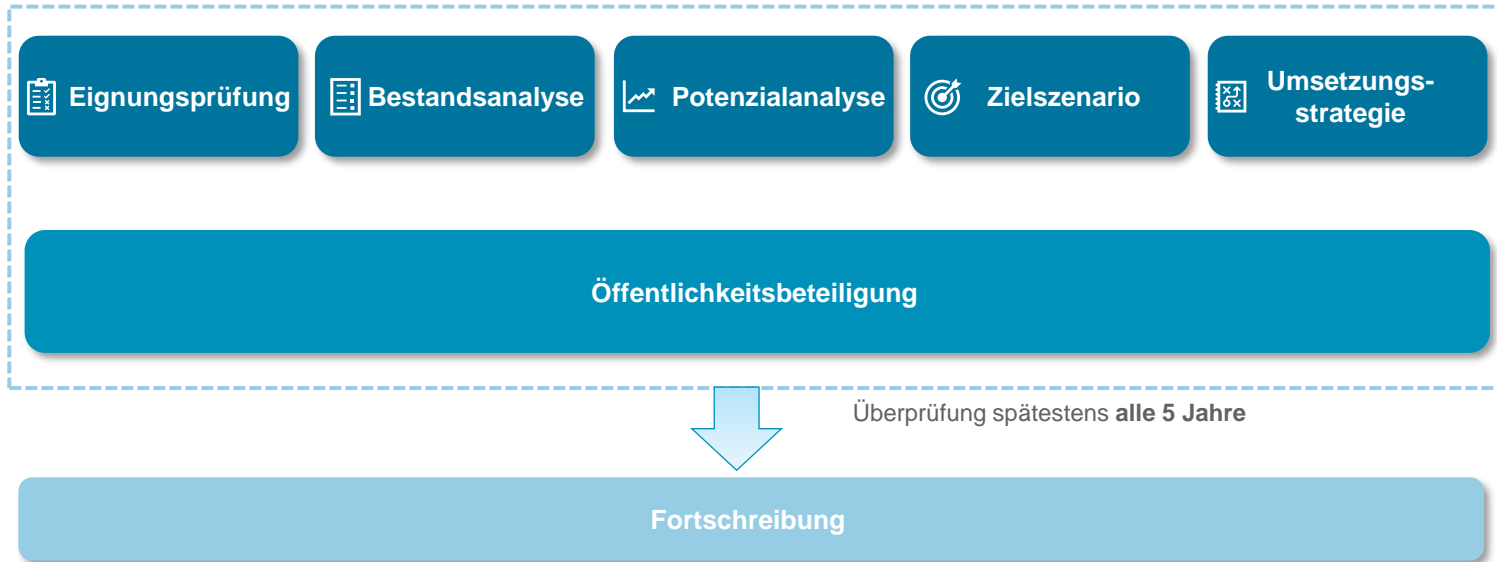 Eignungsprüfung
Bestandsanalyse
Potenzialanalyse
Zielszenario
Umsetzungs-
strategie
Öffentlichkeitsbeteiligung
Überprüfung spätestens alle 5 Jahre
Fortschreibung